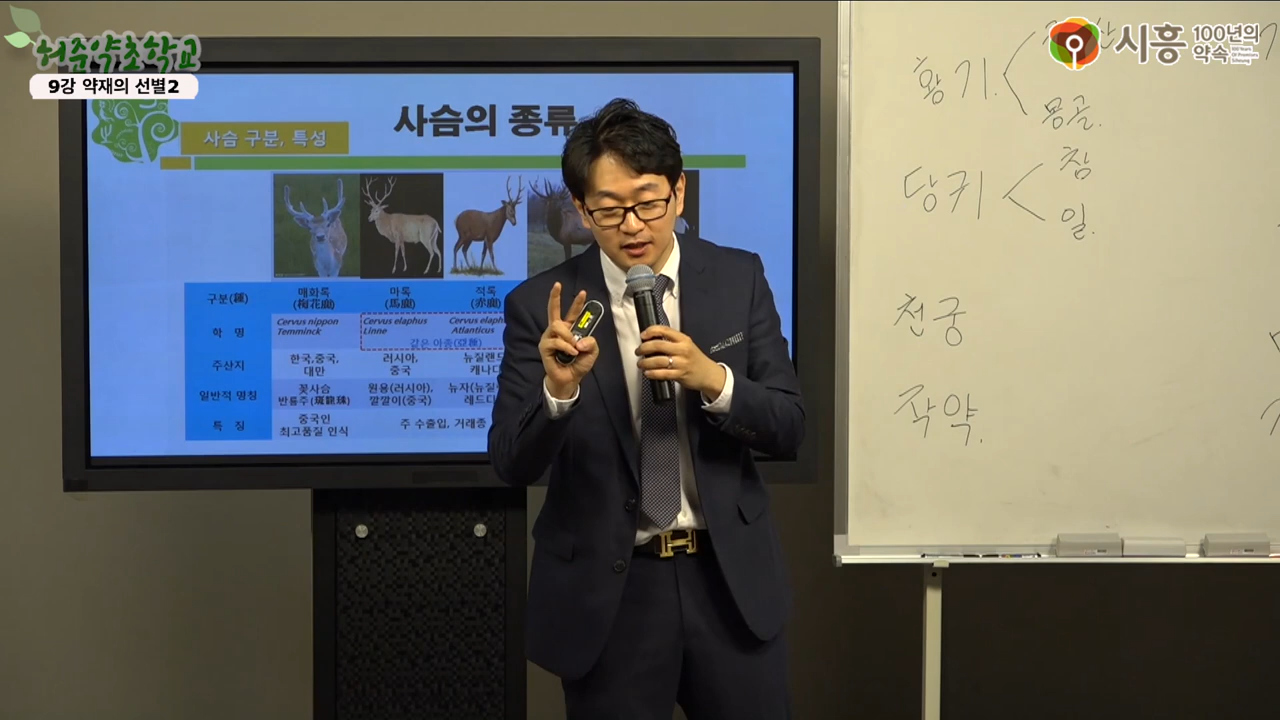 허준약초학교
9강 약재의 선별2
시흥 100년의 약속
사슴의 종류
사슴 구분, 특성
구분(鍾) 매화록(梅花鹿) 마록(馬鹿) 적록(赤鹿)
학 명 Cervus nippon Temminck Cervus elaphus Linne Cervus elaph Atlanticus
같은 아종(亞種)
주산지 한국,중국, 대만 러시아, 중국 뉴질랜드 캐나다
일반적 명칭 꽃사슴 반룡주(斑龍珠) 원용(러시아), 깔깔이(중국) 뉴자(뉴질 레드디
특 징 중국인 최고품질 인식 주 수출입, 거래종
황기 몽골.
당귀 참
일.
천궁
작약.